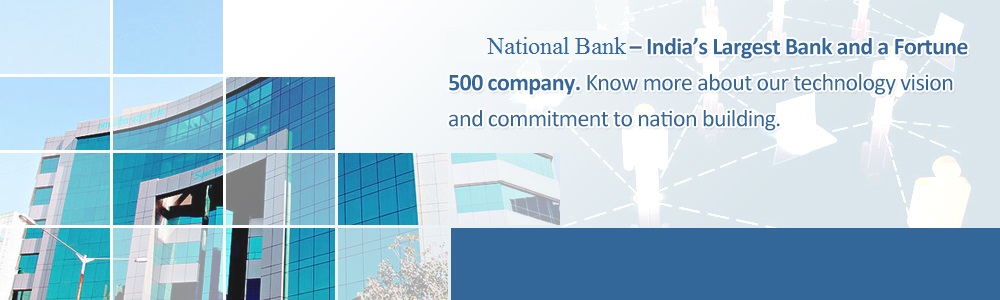 National Bank – India’s Largest Bank and a Fortune
500 company. Know more about our technology vision
and commitment to nation building.